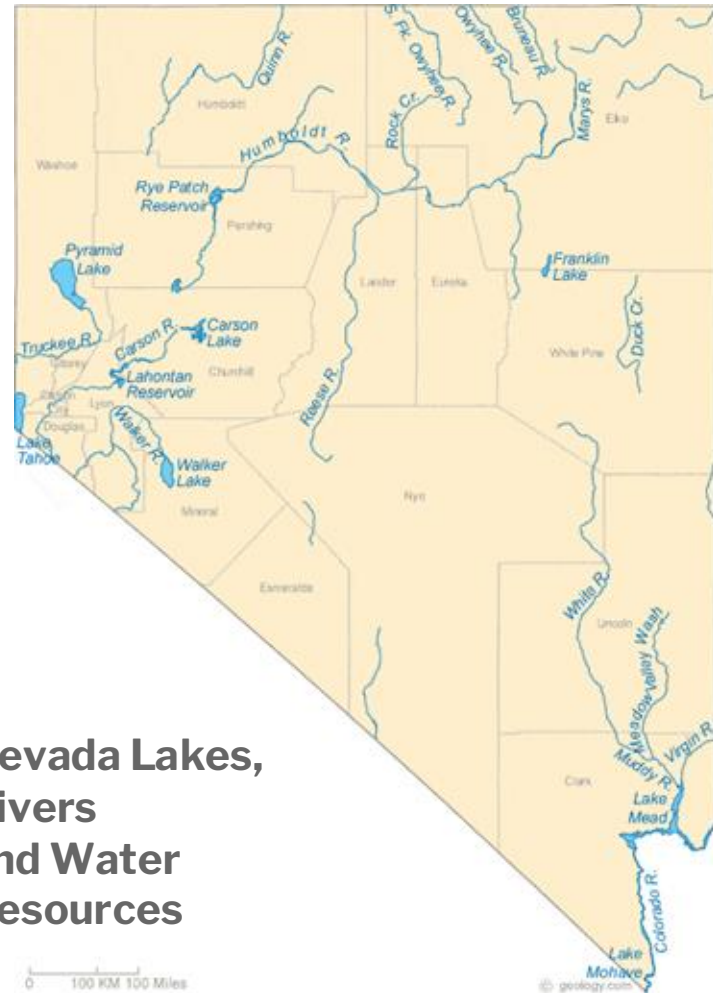 Quinn R.
S. Fk. Owyhee R.
Owyhee R.
Bruneau R.
Humboldt
Rock Cr.
Marys R.
Elko
Humboldt R.
Washoe
Rye Patch
Reservoir
Pershing
Pyramid
Lake
Lander
Eureka
Franklin
Lake
Truckee R.
Carson R.
Carson
Lake
Duck Cr.
Storey
Churchill
White Pine
Lahontan
Reservoir
Carson
City
Lyon
Douglas
Reese R.
Lake
Tahoe
Walker R.
Walker
Lake
Mineral
Nye
Esmeralda
White R.
Lincoln
Meadow Valley Wash
Virgin R.
Muddy R.
Clark
Lake
Mead
evada Lakes,
ivers
nd Water
esources
Colorado R.
Lake
Mohave
0 100 KM 100 Miles
© geology.com